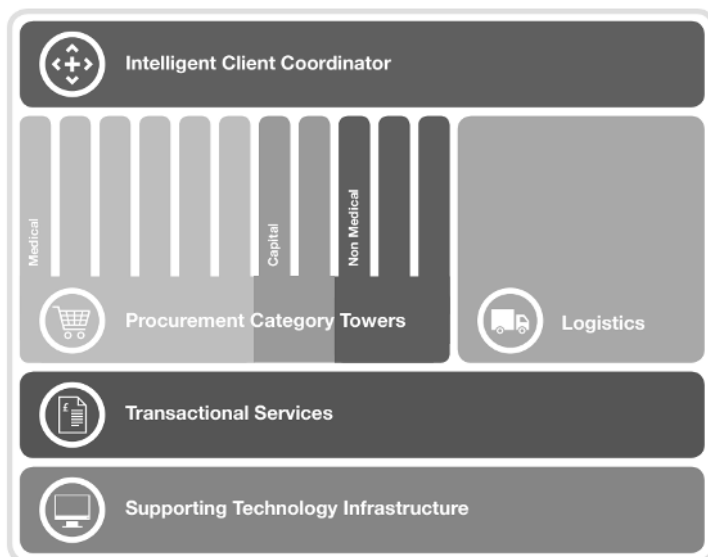 Intelligent Client Coordinator
Medical
Capital
Non Medical
Procurement Category Towers
Logistics
£
Transactional Services
Supporting Technology Infrastructure